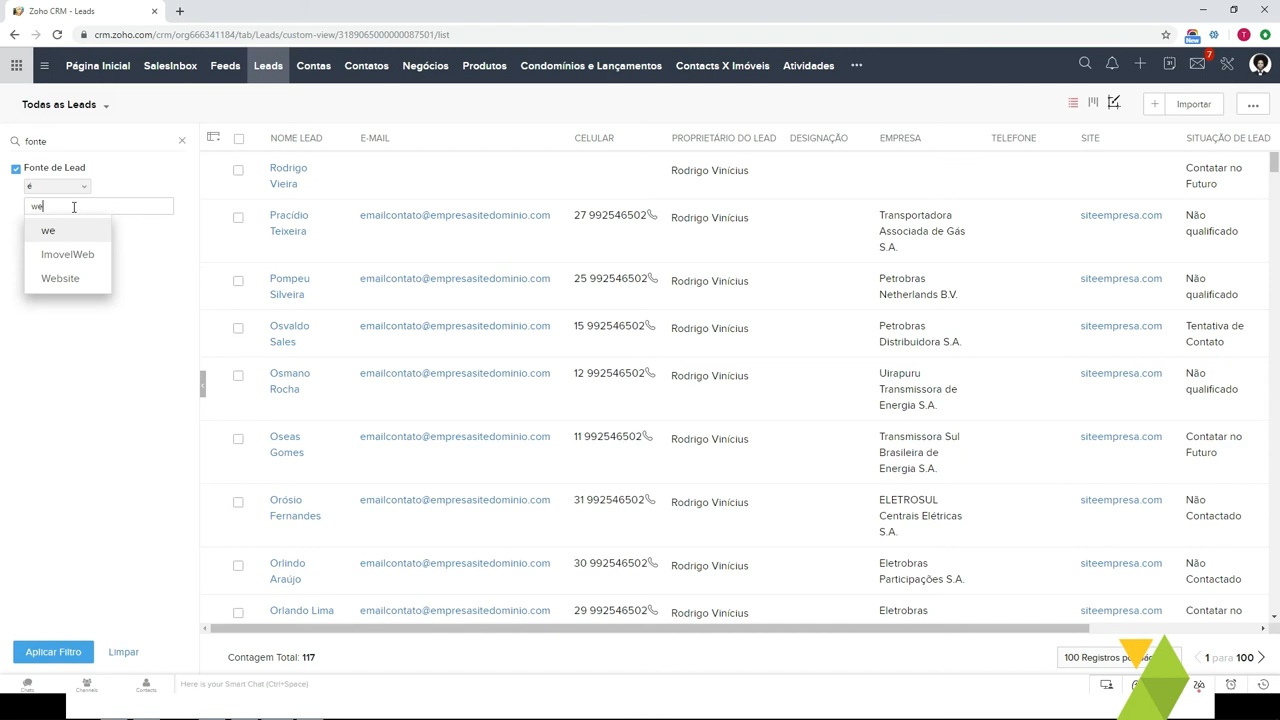 Zoho CRM - Leads
crm.zoho.com/crm/org666341184/tab/Leads/custom-view/3189065000000087501/list
New
T
Página Inicial SalesInbox Feeds Leads Contas Contatos Negócios Produtos Condomínios e Lançamentos Contacts X Imóveis Atividades
7
Todas as Leads
Importar
fonte
NOME LEAD E-MAIL CELULAR PROPRIETÁRIO DO LEAD DESIGNAÇÃO EMPRESA TELEFONE SITE SITUAÇÃO DE LEAD
Fonte de Lead
é
we
we
ImovelWeb
Website
Rodrigo Vieira Rodrigo Vinícius Contatar no Futuro
Pracídio Teixeira emailcontato@empresasitedominio.com 27 992546502 Rodrigo Vinícius Transportadora Associada de Gás S.A. siteempresa.com Não qualificado
Pompeu Silveira emailcontato@empresasitedominio.com 25 992546502 Rodrigo Vinícius Petrobras Netherlands B.V. siteempresa.com Não qualificado
Osvaldo Sales emailcontato@empresasitedominio.com 15 992546502 Rodrigo Vinícius Petrobras Distribuidora S.A. siteempresa.com Tentativa de Contato
Osmano Rocha emailcontato@empresasitedominio.com 12 992546502 Rodrigo Vinícius Uirapuru Transmissora de Energia S.A. siteempresa.com Não qualificado
Oseas Gomes emailcontato@empresasitedominio.com 11 992546502 Rodrigo Vinícius Transmissora Sul Brasileira de Energia S.A. siteempresa.com Contatar no Futuro
Orósio Fernandes emailcontato@empresasitedominio.com 31 992546502 Rodrigo Vinícius ELETROSUL Centrais Elétricas S.A. siteempresa.com Não Contactado
Orlindo Araújo emailcontato@empresasitedominio.com 30 992546502 Rodrigo Vinícius Eletrobras Participações S.A. siteempresa.com Não Contactado
Orlando Lima emailcontato@empresasitedominio.com 29 992546502 Rodrigo Vinícius Eletrobras siteempresa.com Contatar no
Aplicar Filtro Limpar
Contagem Total: 117
100 Registros
1 para 100
Chats Channels Contacts
Here is your Smart Chat (Ctrl+Space)